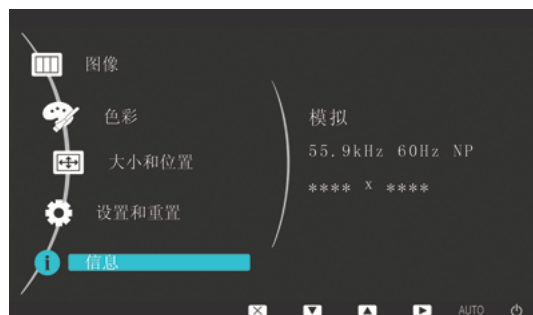 图像
色彩
大小和位置
设置和重置
信息
模拟
55.9kHz 60Hz NP
**** x ****
AUTO